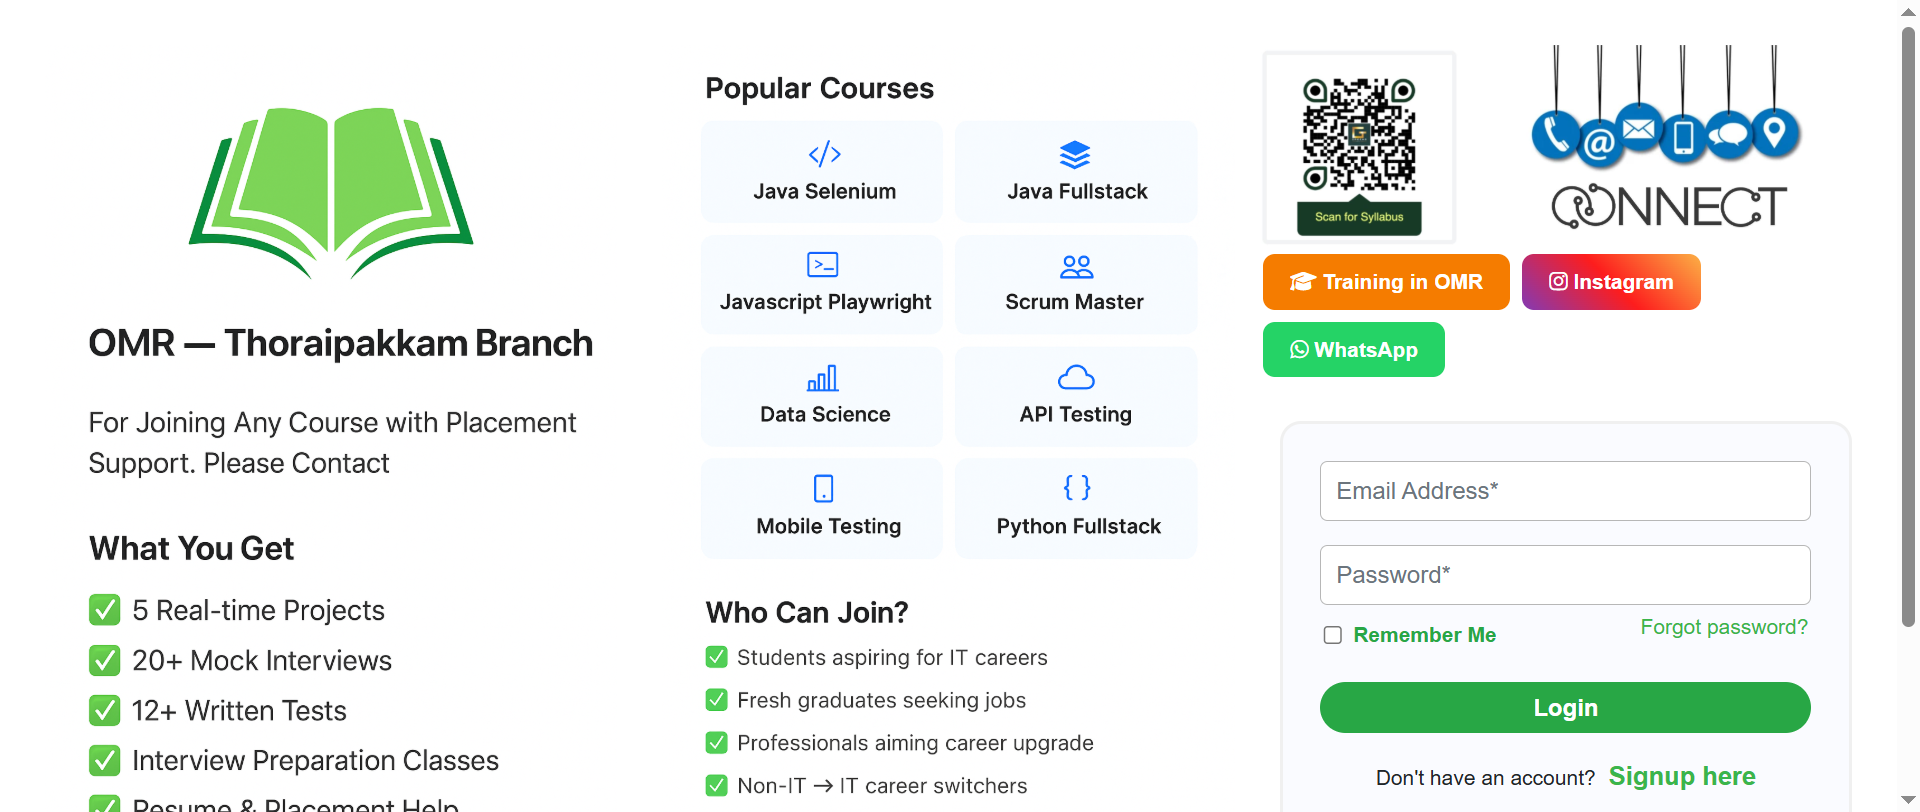 OMR — Thoraipakkam Branch
For Joining Any Course with Placement
Support. Please Contact
What You Get
5 Real-time Projects
20+ Mock Interviews
12+ Written Tests
Interview Preparation Classes
Resume & Placement Help
Popular Courses
Java Selenium
Java Fullstack
Javascript Playwright
Scrum Master
Data Science
API Testing
Mobile Testing
Python Fullstack
Who Can Join?
Students aspiring for IT careers
Fresh graduates seeking jobs
Professionals aiming career upgrade
Non-IT → IT career switchers
Scan for Syllabus
CONNECT
Training in OMR
Instagram
WhatsApp
Email Address*
Password*
Remember Me
Forgot password?
Login
Don't have an account? Signup here